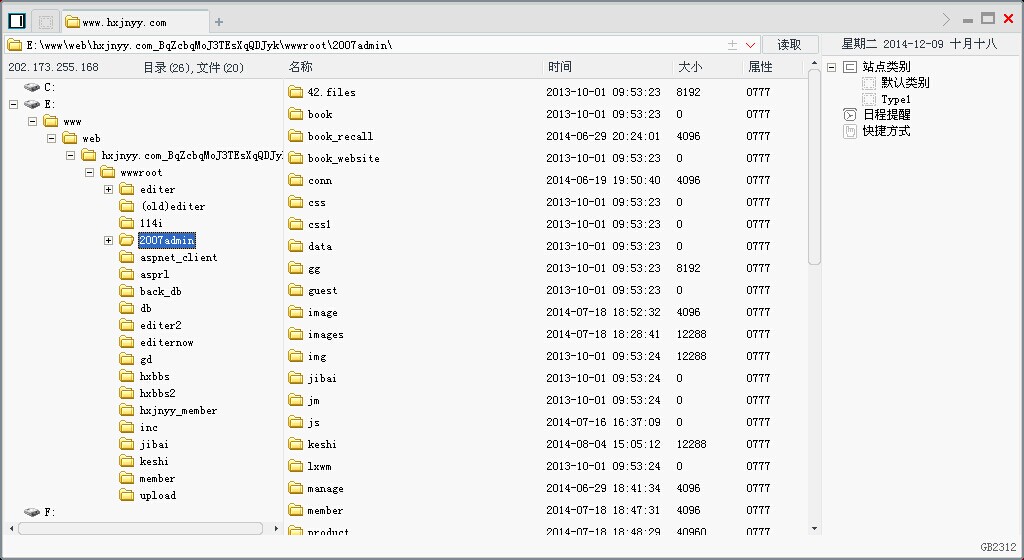 www.hxjnyy.com
E:\www\web\hxjnyy.com_BqZcbqMoJ3TEsXqQDJyk\wwwroot\2007admin\ 读取 星期二 2014-12-09 十月十八
202.173.255.168 目录(26),文件(20) 名称 时间 大小 属性
C:
E:
www
web
hxjnyy.com_BqZcbqMoJ3TEsXqQDJy
wwwroot
editer
(old)editer
114i
2007admin
aspnet_client
asprl
back_db
db
editer2
editernow
gd
hxbbs
hxbbs2
hxjnyy_member
inc
jibai
keshi
member
upload
F:
42.files 2013-10-01 09:53:23 8192 0777
book 2013-10-01 09:53:23 0 0777
book_recall 2014-06-29 20:24:01 4096 0777
book_website 2013-10-01 09:53:23 0 0777
conn 2014-06-19 19:50:40 4096 0777
css 2013-10-01 09:53:23 0 0777
css1 2013-10-01 09:53:23 0 0777
data 2013-10-01 09:53:23 0 0777
gg 2013-10-01 09:53:23 8192 0777
guest 2013-10-01 09:53:23 0 0777
image 2014-07-18 18:52:32 4096 0777
images 2014-07-18 18:28:41 12288 0777
img 2013-10-01 09:53:24 12288 0777
jibai 2013-10-01 09:53:24 0 0777
jm 2013-10-01 09:53:24 0 0777
js 2014-07-16 16:37:09 0 0777
keshi 2014-08-04 15:05:12 12288 0777
lxwm 2013-10-01 09:53:24 0 0777
manage 2014-06-29 18:41:34 4096 0777
member 2014-07-18 18:47:31 4096 0777
product 2014-07-18 18:48:29 40960 0777
站点类别
默认类别
Type1
日程提醒
快捷方式
GB2312